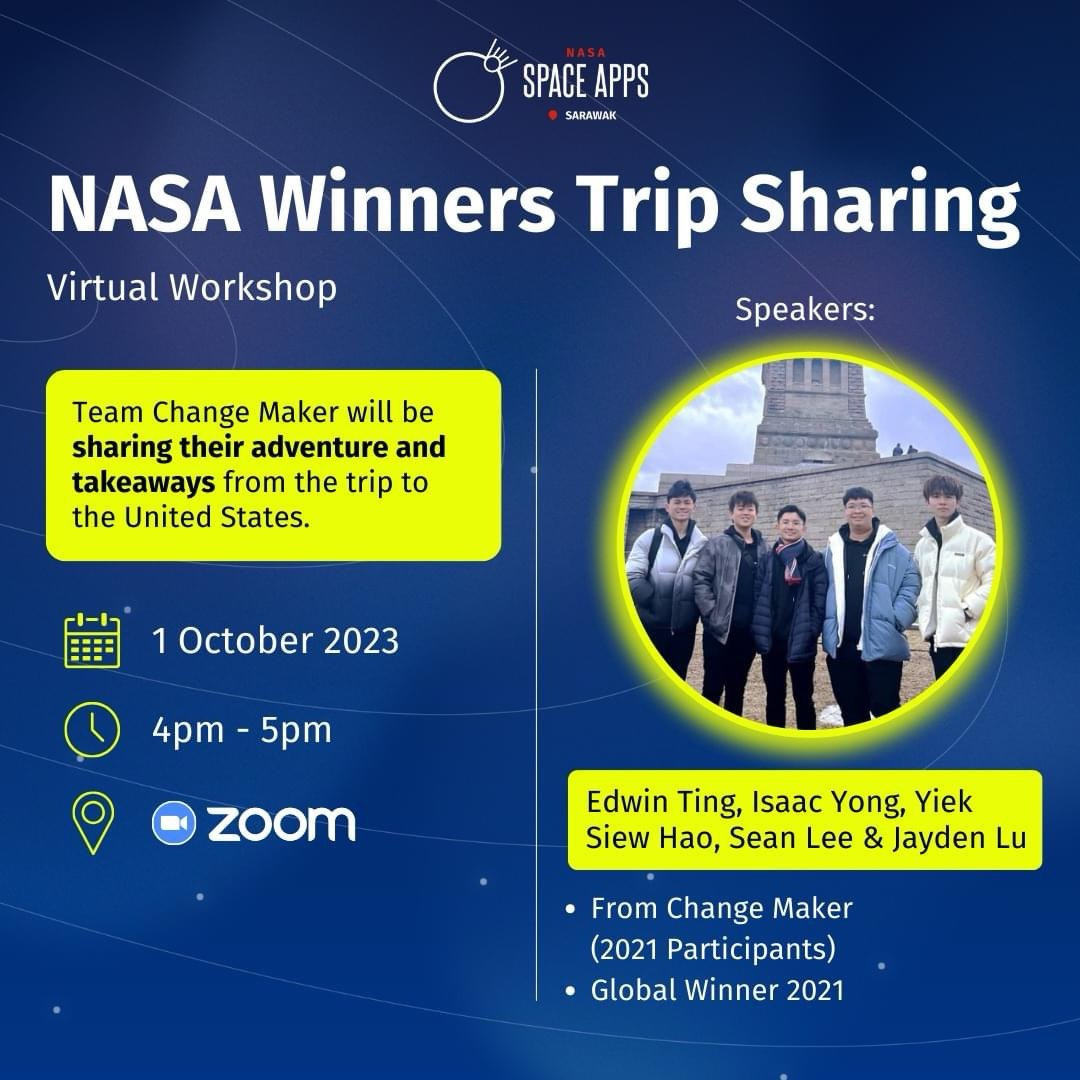 NASA
SPACE APPS
SARAWAK
NASA Winners Trip Sharing
Virtual Workshop
Team Change Maker will be
sharing their adventure and
takeaways from the trip to
the United States.
1 October 2023
4pm - 5pm
zoom
Speakers:
Edwin Ting, Isaac Yong, Yiek
Siew Hao, Sean Lee & Jayden Lu
• From Change Maker
(2021 Participants)
• Global Winner 2021